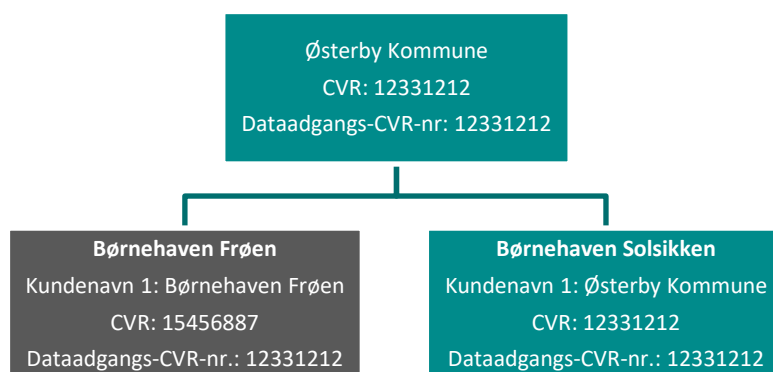 Østerby Kommune
CVR: 12331212
Dataadgangs-CVR-nr: 12331212
Børnehaven Frøen
Kundenavn 1: Børnehaven Frøen
CVR: 15456887
Dataadgangs-CVR-nr.: 12331212
Børnehaven Solsikken
Kundenavn 1: Østerby Kommune
CVR: 12331212
Dataadgangs-CVR-nr.: 12331212